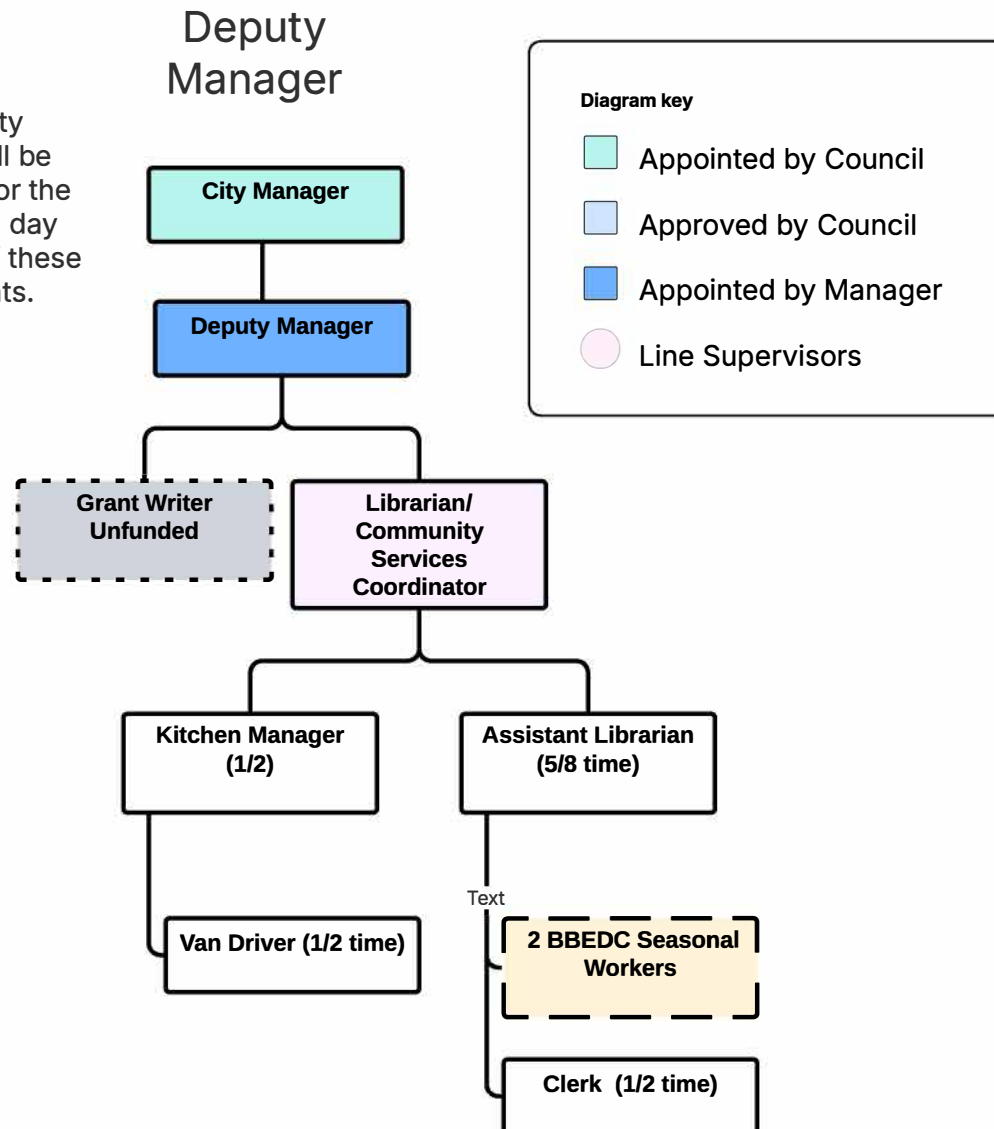 Deputy
Manager
ty
ll be
or the
day
these
ts.
City Manager
Deputy Manager
Grant Writer
Unfunded
Librarian/
Community
Services
Coordinator
Kitchen Manager
(1/2)
Assistant Librarian
(5/8 time)
Van Driver (1/2 time)
Text
2 BBEDC Seasonal
Workers
Clerk (1/2 time)
Diagram key
Appointed by Council
Approved by Council
Appointed by Manager
Line Supervisors